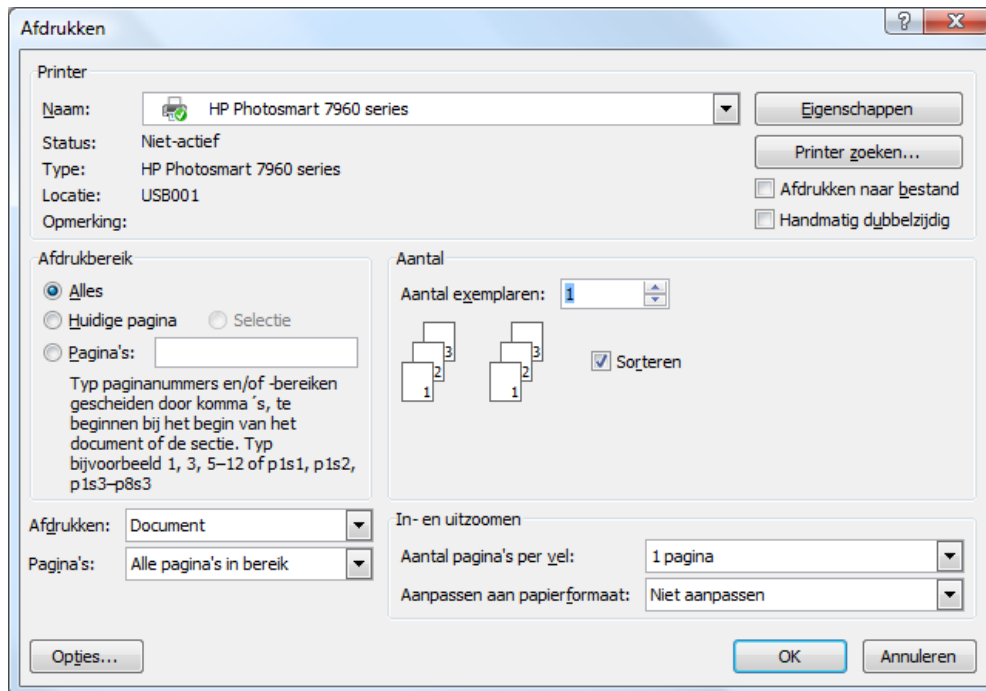 Afdrukken
Printer
Naam: HP Photosmart 7960 series
Eigenschappen
Status: Niet-actief
Printer zoeken...
Type: HP Photosmart 7960 series
Locatie: USB001
Afdrukken naar bestand
Opmerking:
Handmatig dubbelzijdig
Afdrukbereik
Alles
Huidige pagina Selectie
Pagina's:
Typ paginanummers en/of -bereiken
gescheiden door komma ´s, te
beginnen bij het begin van het
document of de sectie. Typ
bijvoorbeeld 1, 3, 5–12 of p1s1, p1s2,
p1s3–p8s3
Aantal
Aantal exemplaren: 1
3 3
2 2
1 1
Sorteren
Afdrukken: Document
Pagina's: Alle pagina's in bereik
In- en uitzoomen
Aantal pagina's per vel: 1 pagina
Aanpassen aan papierformaat: Niet aanpassen
Opties...
OK
Annuleren